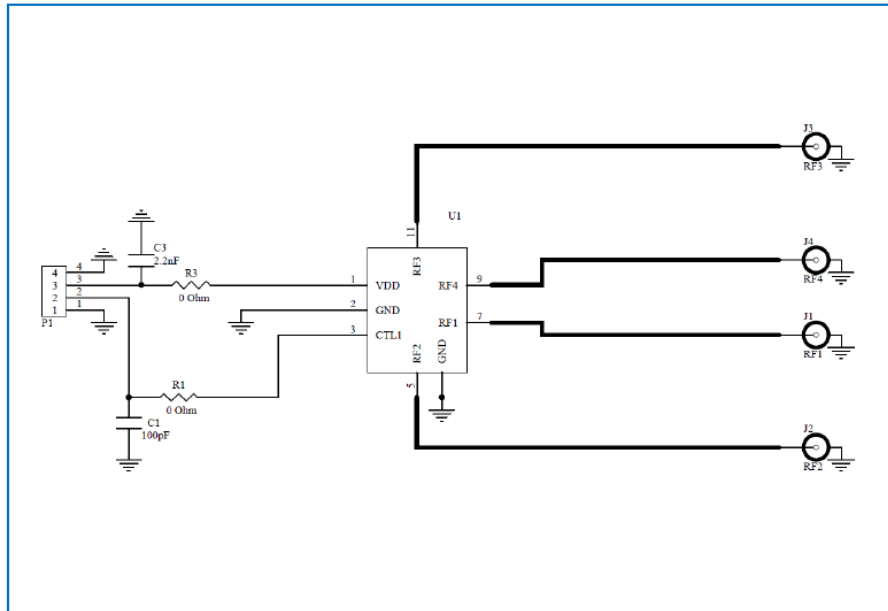 J3
RF3
U1
11
RF3
C3
2.2nF
J4
RF4
4
3
2
1
4
3
2
1
P1
R3
0 Ohm
1
VDD
RF4
9
2
GND
J1
RF1
RF1
7
3
CTL1
RF2
GND
5
R1
0 Ohm
C1
100pF
J2
RF2